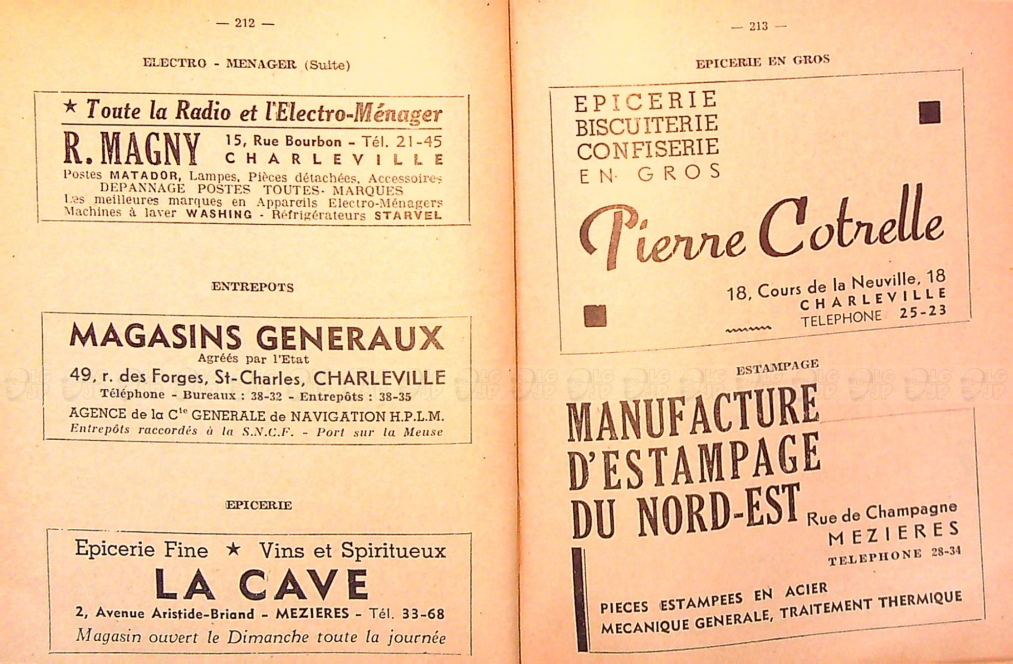 — 212 —
ELECTRO - MENAGER (Suite)
★ Toute la Radio et l'Electro-Ménager
R. MAGNY
15, Rue Bourbon - Tél. 21-45
CHARLEVILLE
Postes MATADOR, Lampes, Pièces détachées, Accessoires
DEPANNAGE POSTES TOUTES- MARQUES
Les meilleures marques en Appareils Electro-Ménagers
Machines à laver WASHING - Réfrigérateurs STARVEL
ENTREPOTS
MAGASINS GENERAUX
Agréés par l'Etat
49, r. des Forges, St-Charles, CHARLEVILLE
Téléphone - Bureaux : 38-32 - Entrepôts : 38-35
AGENCE de la Cie GENERALE de NAVIGATION H.P.L.M.
Entrepôts raccordés à la S.N.C.F. - Port sur la Meuse
EPICERIE
Epicerie Fine ★ Vins et Spiritueux
LA CAVE
2, Avenue Aristide-Briand - MEZIERES - Tél. 33-68
Magasin ouvert le Dimanche toute la journée
— 213 —
EPICERIE EN GROS
EPICERIE
BISCUITERIE
CONFISERIE
EN GROS
Pierre Cotrelle
18, Cours de la Neuville, 18
CHARLEVILLE
TELEPHONE 25-23
ESTAMPAGE
MANUFACTURE
D'ESTAMPAGE
DU NORD-EST
Rue de Champagne
MEZIERES
TELEPHONE 28-34
PIECES ESTAMPEES EN ACIER
MECANIQUE GENERALE, TRAITEMENT THERMIQUE